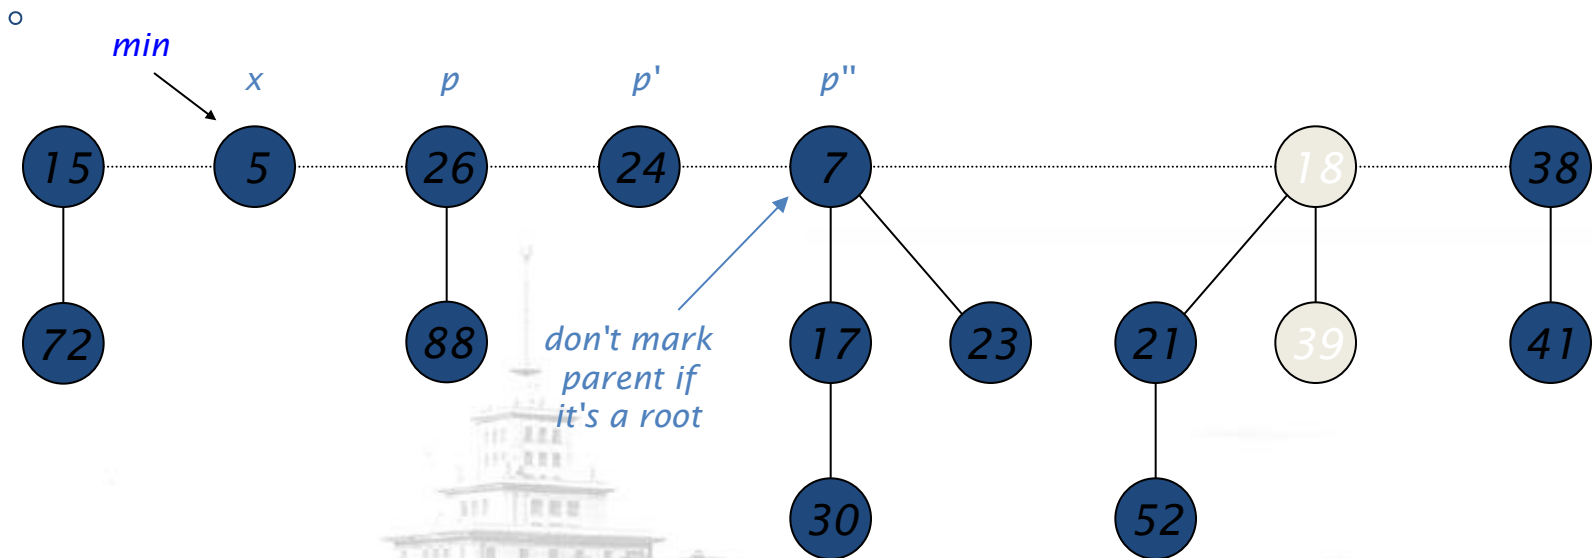 min
x p p' p"
15 5 26 24 7 18 38
72 88 17 23 21 39 41
don't mark
parent if
it's a root
30 52